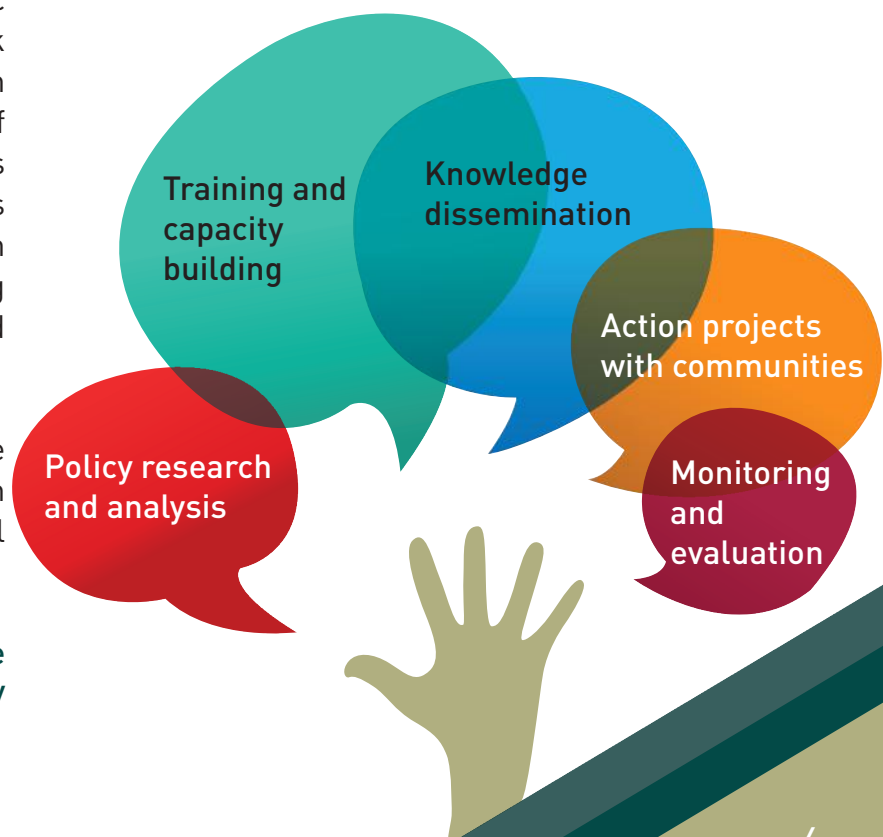 Training and
capacity
building
Knowledge
dissemination
Action projects
with communities
Policy research
and analysis
Monitoring
and
evaluation